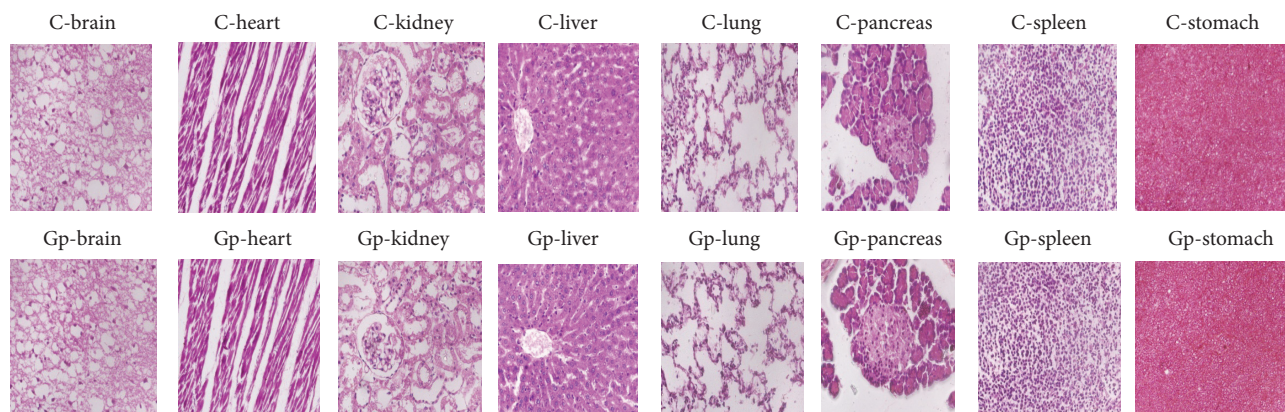 C-brain C-heart C-kidney C-liver C-lung C-pancreas C-spleen C-stomach
Gp-brain Gp-heart Gp-kidney Gp-liver Gp-lung Gp-pancreas Gp-spleen Gp-stomach